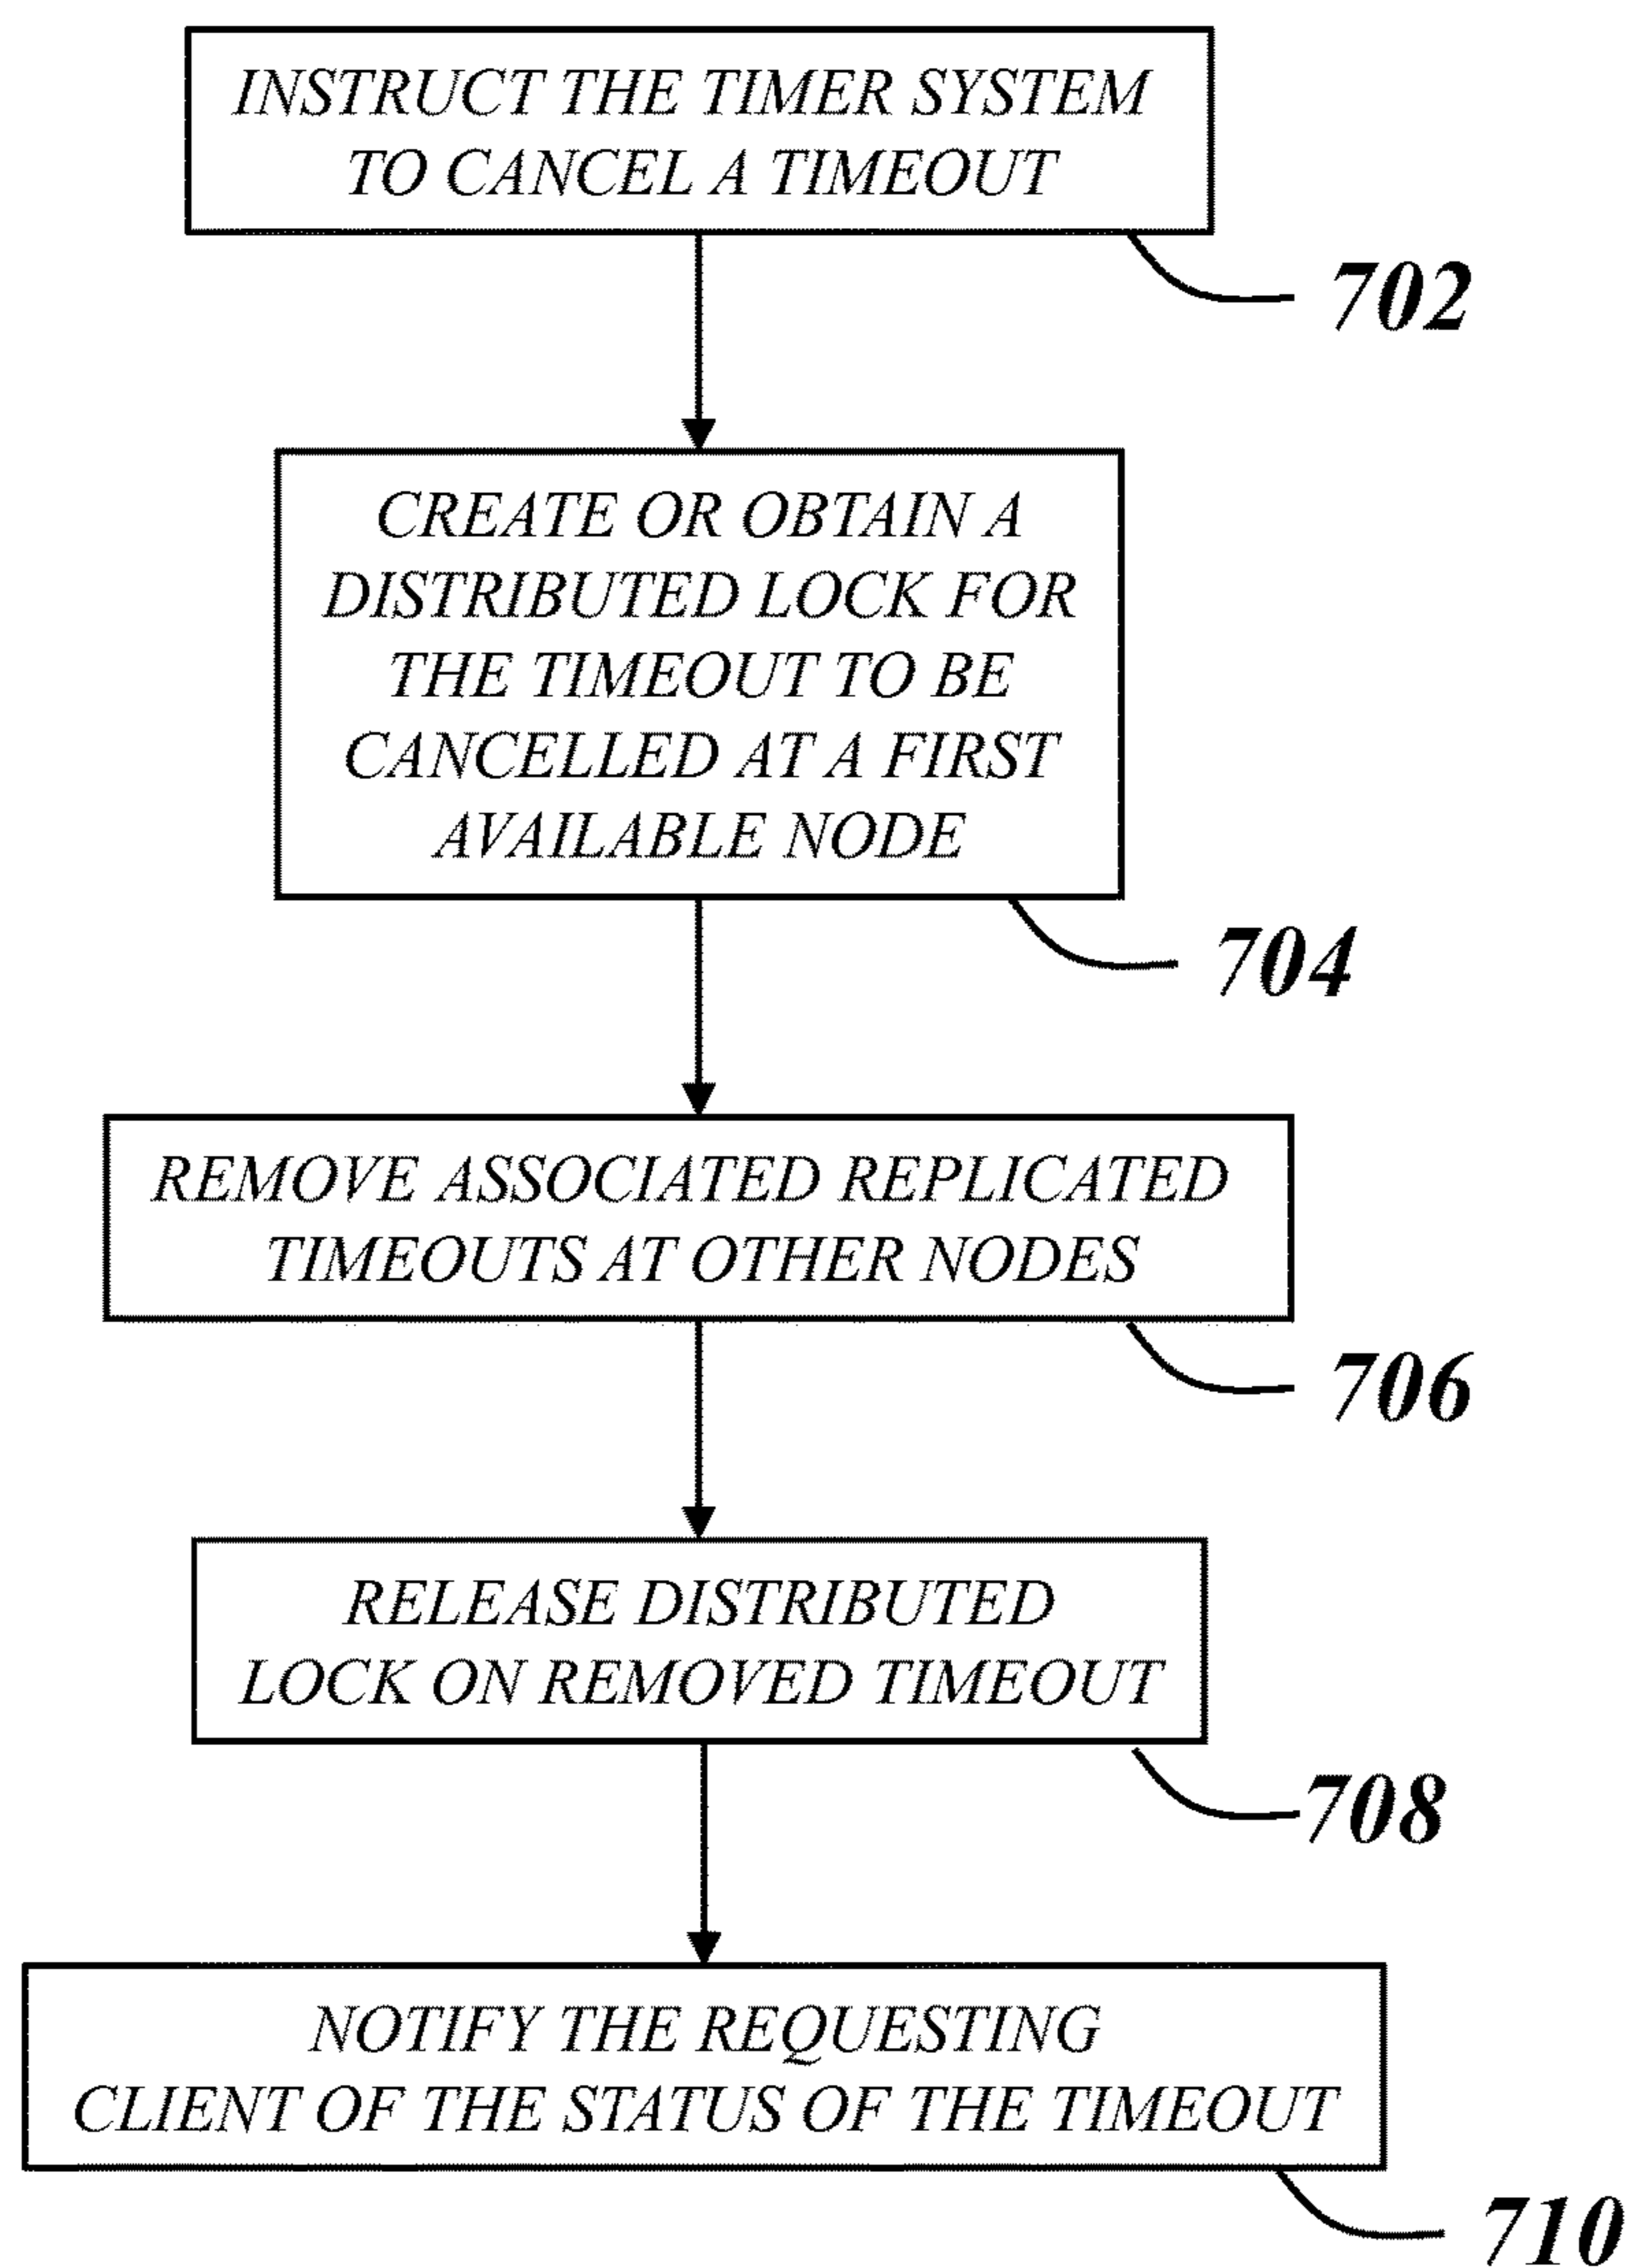 INSTRUCT THE TIMER SYSTEM
TO CANCEL A TIMEOUT
702
CREATE OR OBTAIN A
DISTRIBUTED LOCK FOR
THE TIMEOUT TO BE
CANCELLED AT A FIRST
AVAILABLE NODE
704
REMOVE ASSOCIATED REPLICATED
TIMEOUTS AT OTHER NODES
706
RELEASE DISTRIBUTED
LOCK ON REMOVED TIMEOUT
708
NOTIFY THE REQUESTING
CLIENT OF THE STATUS OF THE TIMEOUT
710